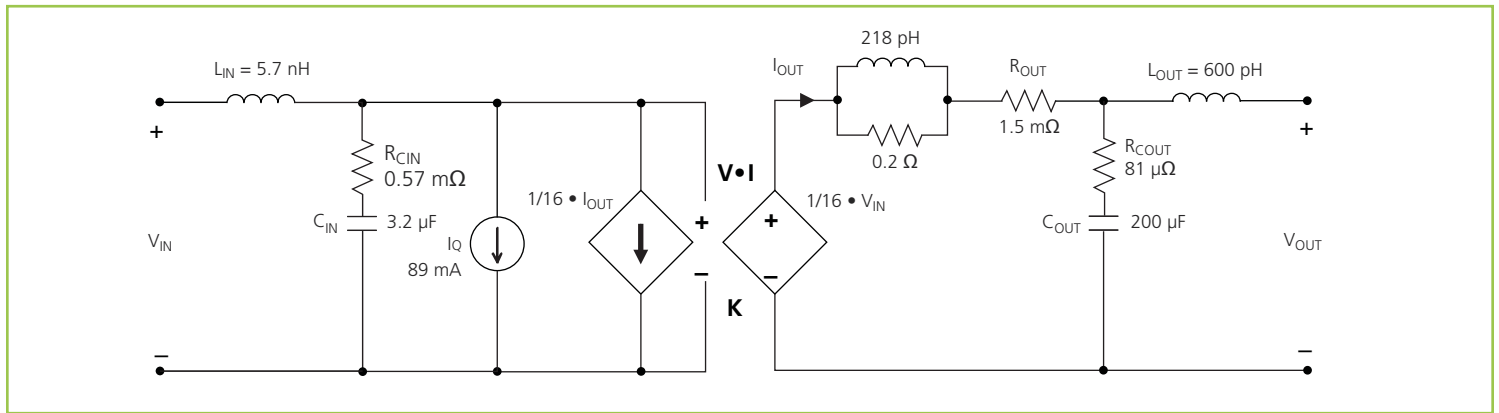 L_IN = 5.7 nH
+
V_IN
–
R_CIN
0.57 mΩ
C_IN
3.2 µF
I_Q
89 mA
1/16 • I_OUT
+
–
V•I
K
1/16 • V_IN
+
–
I_OUT
218 pH
0.2 Ω
R_OUT
1.5 mΩ
R_COUT
81 µΩ
C_OUT
200 µF
L_OUT = 600 pH
+
V_OUT
–